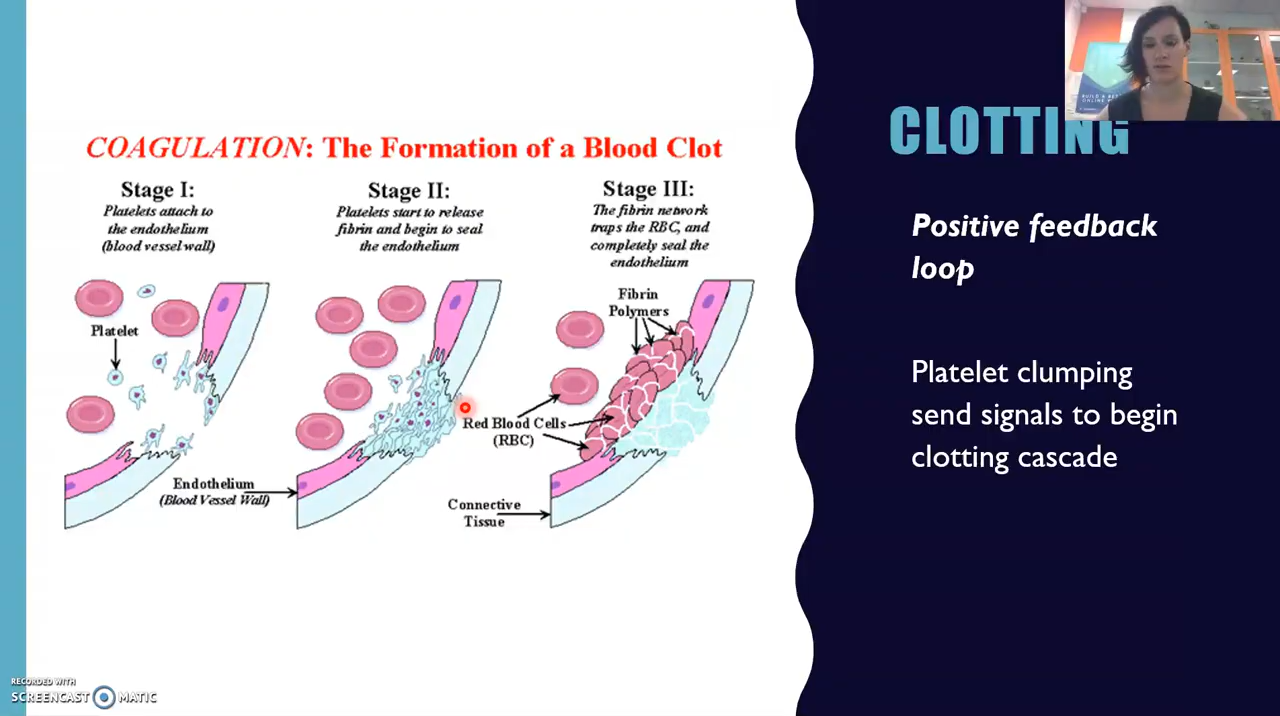 COAGULATION: The Formation of a Blood Clot
Stage I:
Platelets attach to
the endothelium
(blood vessel wall)
Stage II:
Platelets start to release
fibrin and begin to seal
the endothelium
Stage III:
The fibrin network
traps the RBC, and
completely seal the
endothelium
Platelet
Fibrin
Polymers
Red Blood Cells
(RBC)
Endothelium
(Blood Vessel Wall)
Connective
Tissue
CLOTTING
Positive feedback
loop
Platelet clumping
send signals to begin
clotting cascade
BUILD A BE
ONLINE
RECORDED WITH
SCREENCAST MATIC